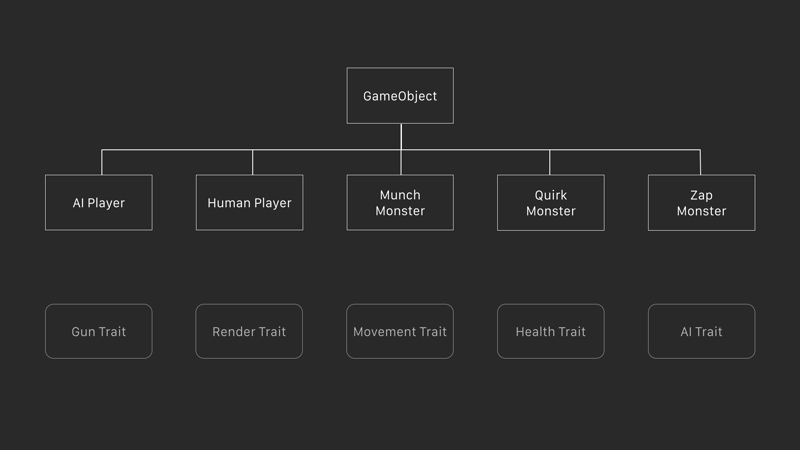 GameObject
AI Player
Human Player
Munch
Monster
Quirk
Monster
Zap
Monster
Gun Trait
Render Trait
Movement Trait
Health Trait
AI Trait